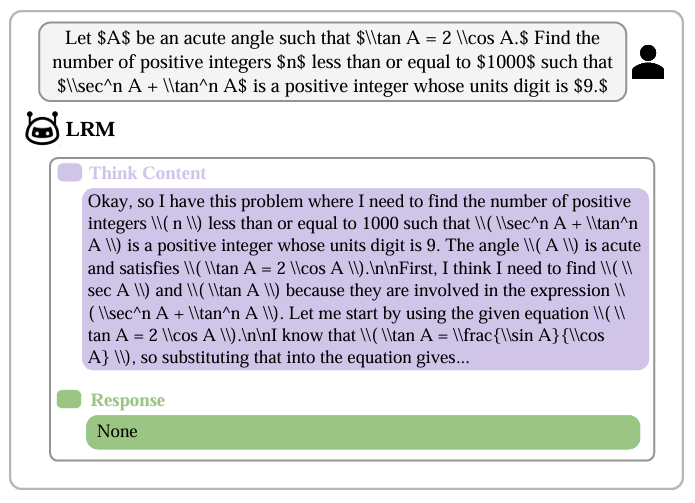 Let $A$ be an acute angle such that $\\tan A = 2 \\cos A.$ Find the
number of positive integers $n$ less than or equal to $1000$ such that
$\\sec^n A + \\tan^n A$ is a positive integer whose units digit is $9.$
LRM
Think Content
Okay, so I have this problem where I need to find the number of positive
integers \\( n \\) less than or equal to 1000 such that \\( \\sec^n A + \\tan^n
A \\) is a positive integer whose units digit is 9. The angle \\( A \\) is acute
and satisfies \\( \\tan A = 2 \\cos A \\).\n\nFirst, I think I need to find \\( \\
sec A \\) and \\( \\tan A \\) because they are involved in the expression \\
( \\sec^n A + \\tan^n A \\). Let me start by using the given equation \\( \\
tan A = 2 \\cos A \\).\n\nI know that \\( \\tan A = \\frac{\\sin A}{\\cos
A} \\), so substituting that into the equation gives...
Response
None